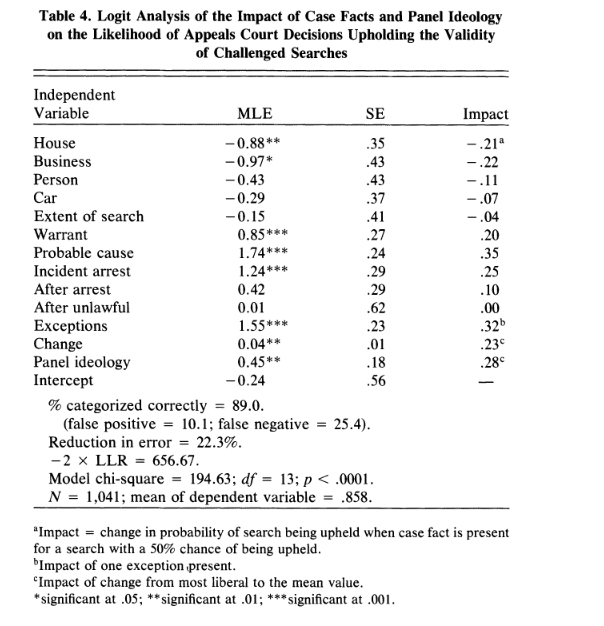 Table 4. Logit Analysis of the Impact of Case Facts and Panel Ideology
on the Likelihood of Appeals Court Decisions Upholding the Validity
of Challenged Searches
Independent
Variable MLE SE Impact
House −0.88** .35 −.21ᵃ
Business −0.97* .43 −.22
Person −0.43 .43 −.11
Car −0.29 .37 −.07
Extent of search −0.15 .41 −.04
Warrant 0.85*** .27 .20
Probable cause 1.74*** .24 .35
Incident arrest 1.24*** .29 .25
After arrest 0.42 .29 .10
After unlawful 0.01 .62 .00
Exceptions 1.55*** .23 .32ᵇ
Change 0.04** .01 .23ᶜ
Panel ideology 0.45** .18 .28ᶜ
Intercept −0.24 .56 —
% categorized correctly = 89.0.
(false positive = 10.1; false negative = 25.4).
Reduction in error = 22.3%.
−2 × LLR = 656.67.
Model chi-square = 194.63; df = 13; p < .0001.
N = 1,041; mean of dependent variable = .858.
ᵃImpact = change in probability of search being upheld when case fact is present
for a search with a 50% chance of being upheld.
ᵇImpact of one exception present.
ᶜImpact of change from most liberal to the mean value.
*significant at .05; **significant at .01; ***significant at .001.